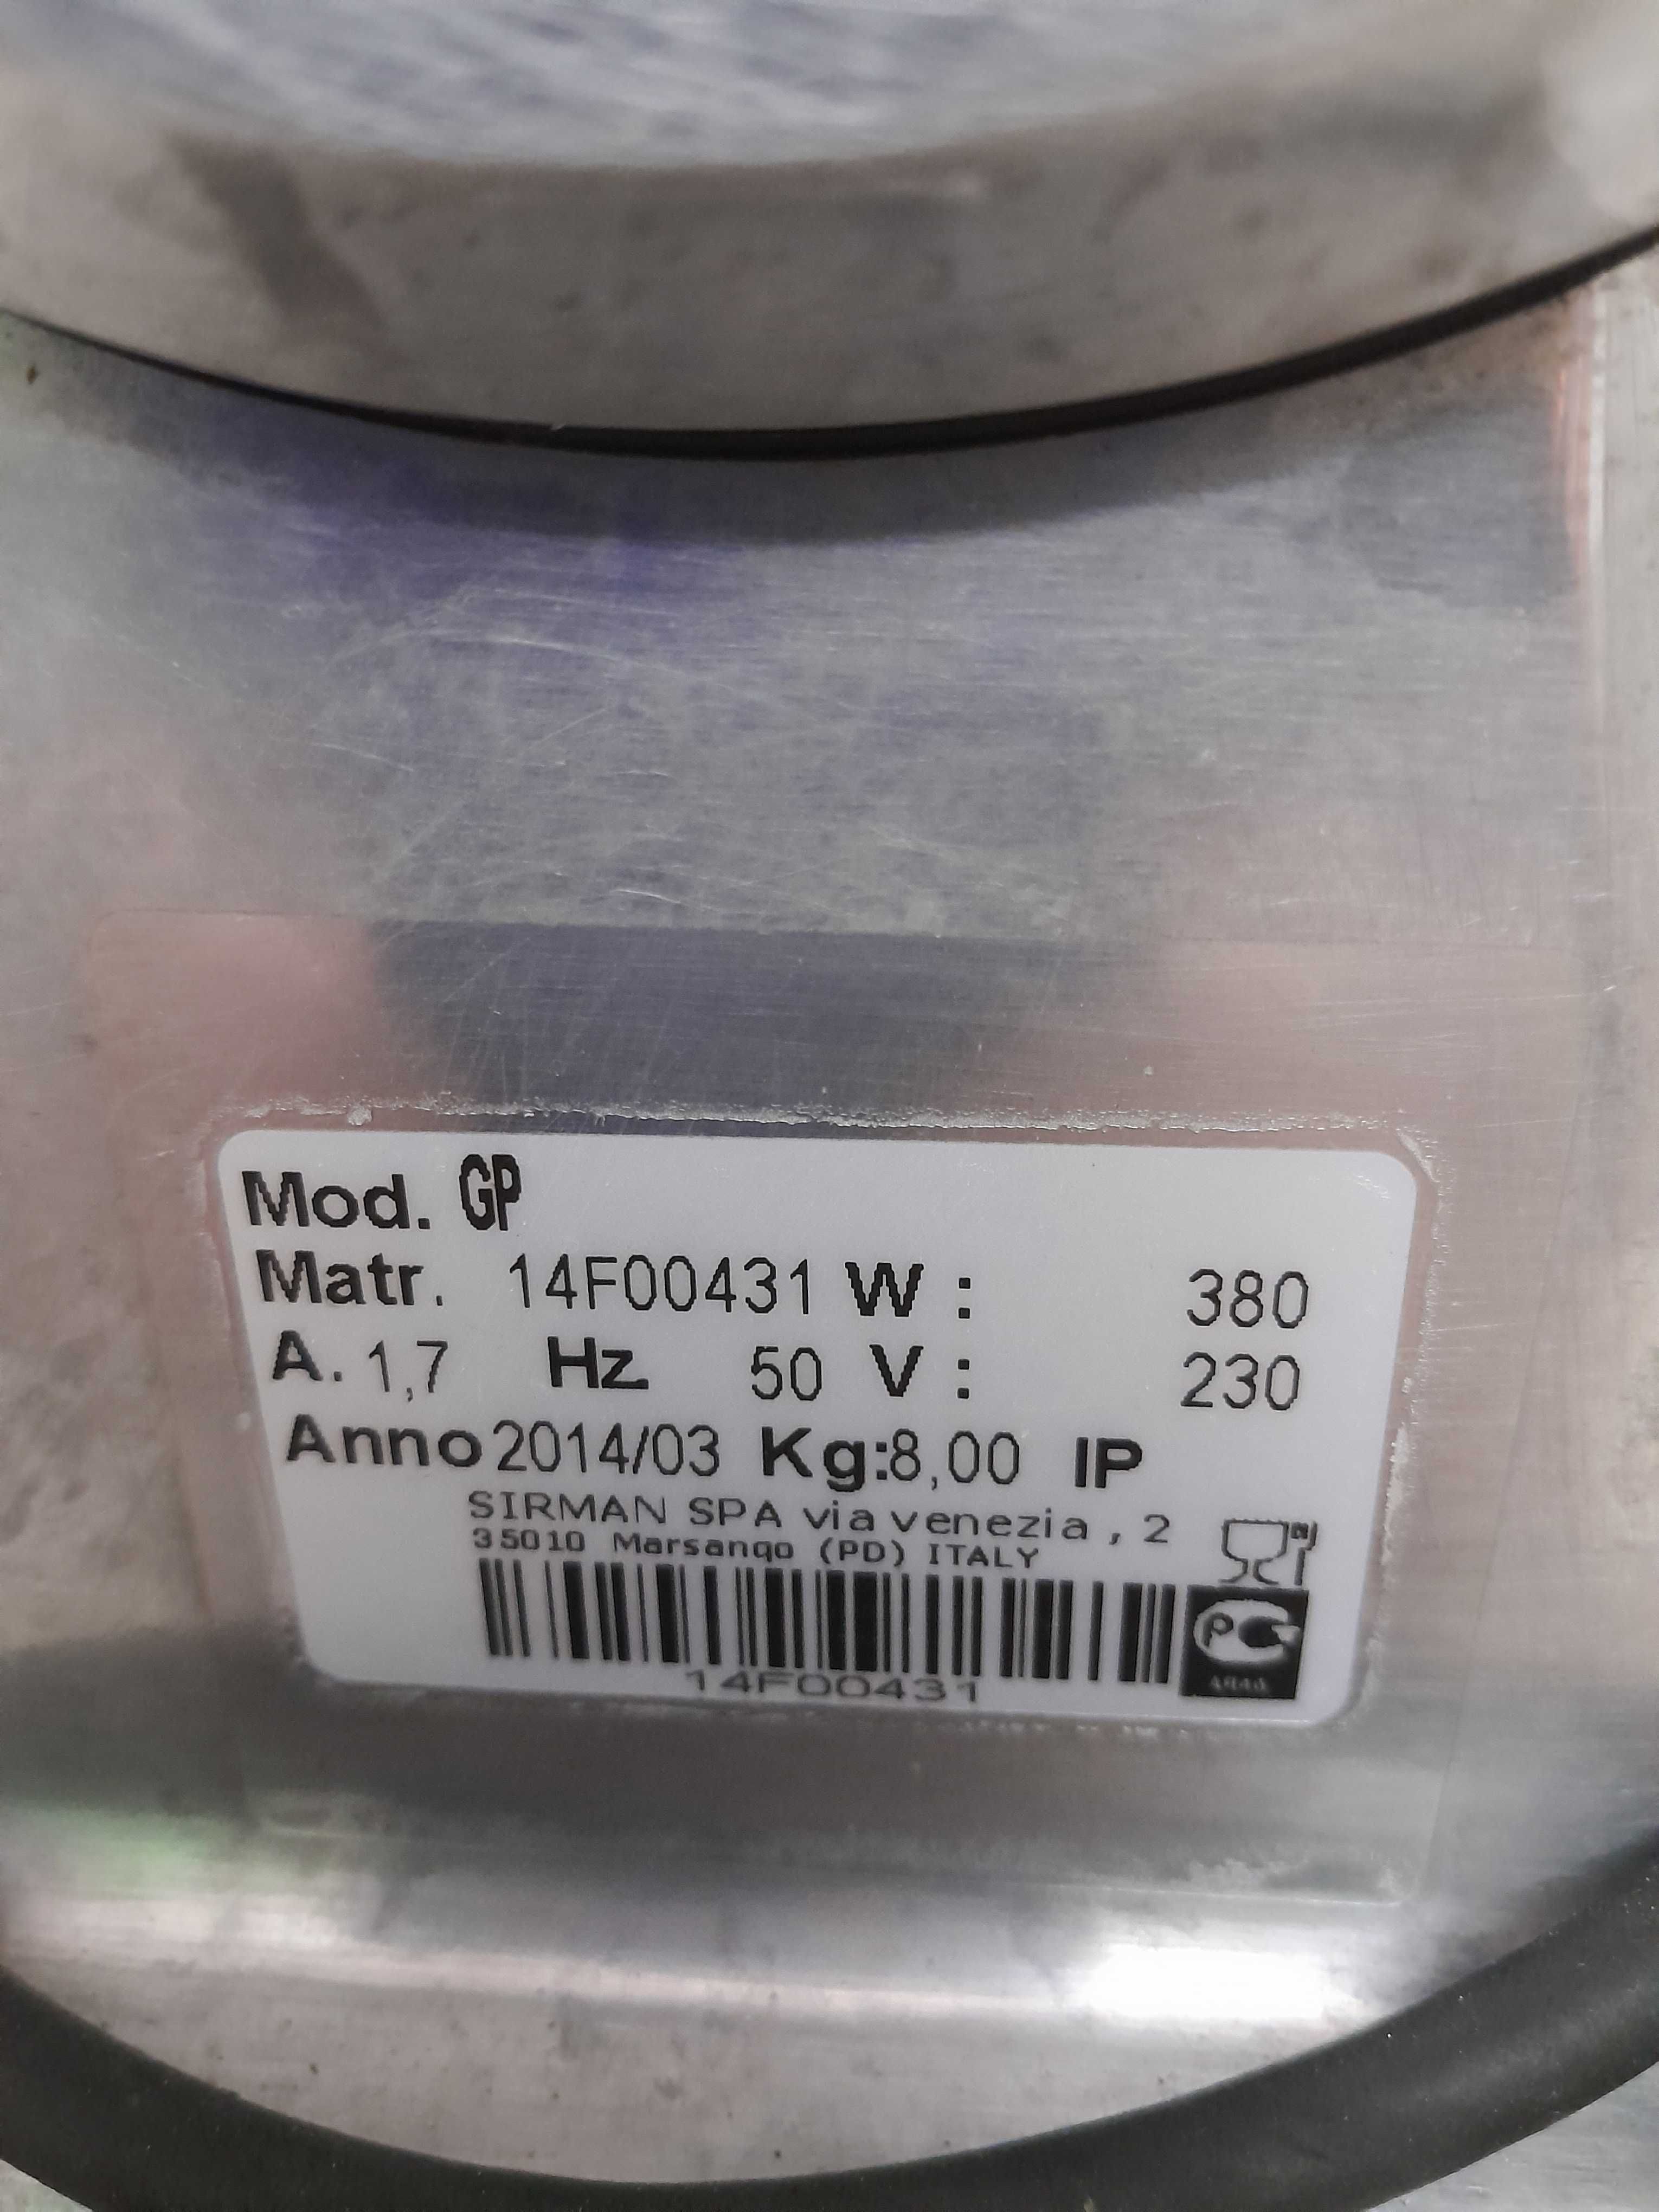 Mod. GP
Matr. 14F00431 W : 380
A. 1,7 Hz 50 V : 230
Anno 2014/03 Kg:8,00 IP
SIRMAN SPA via venezia , 2
35010 Marsango (PD) ITALY
14F00431